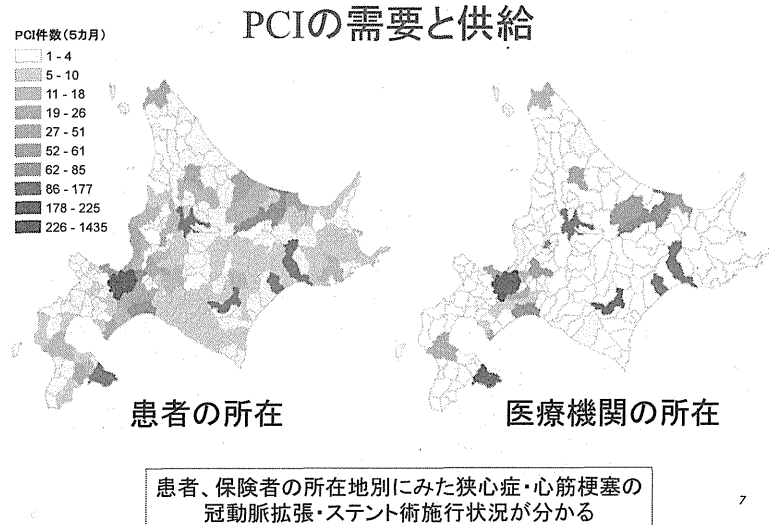 PCIの需要と供給
PCI件数(5カ月)
1 - 4
5 - 10
11 - 18
19 - 26
27 - 51
52 - 61
62 - 85
86 - 177
178 - 225
226 - 1435
患者の所在
医療機関の所在
患者、保険者の所在地別にみた狭心症・心筋梗塞の
冠動脈拡張・ステント術施行状況が分かる
7